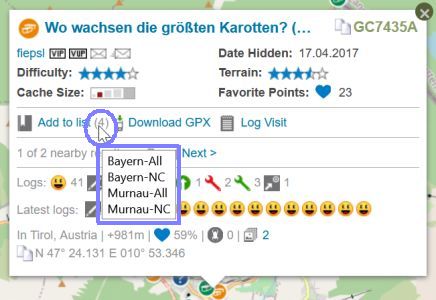 Wo wachsen die größten Karotten? (… GC7435A
fiepsl VIP VUP Date Hidden: 17.04.2017
Difficulty: Terrain:
Cache Size: Favorite Points: 23
Add to list (4) Download GPX Log Visit
1 of 2 nearby Next >
Bayern-All
Bayern-NC
Murnau-All
Murnau-NC
Logs: 41 1 2 3 1
Latest logs:
In Tirol, Austria | +981m | 59% | 0 | 2
N 47° 24.131 E 010° 53.346